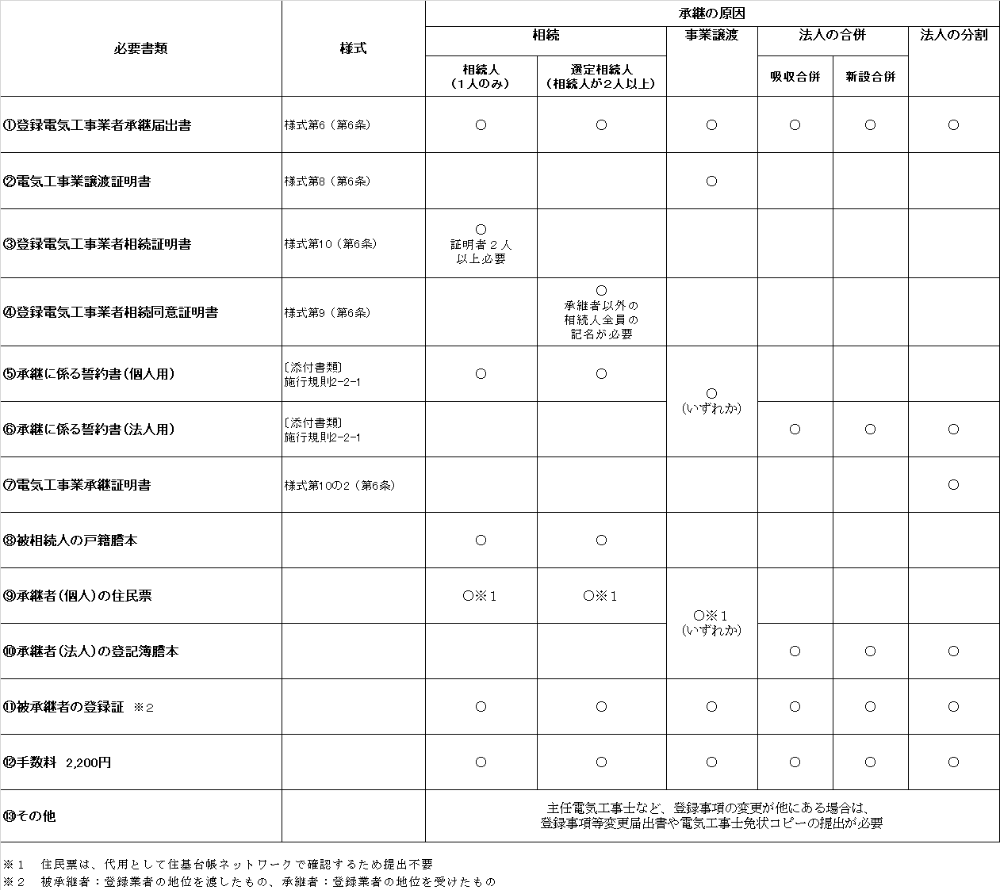 必要書類
様式
承継の原因
相続
事業譲渡
法人の合併
法人の分割
相続人
（1人のみ）
選定相続人
（相続人が2人以上）
吸収合併
新設合併
①登録電気工事業者承継届出書
様式第6（第6条）
○
○
○
○
○
○
②電気工事業譲渡証明書
様式第8（第6条）
○
③登録電気工事業者相続証明書
様式第10（第6条）
○
証明者２人
以上必要
④登録電気工事業者相続同意証明書
様式第9（第6条）
○
承継者以外の
相続人全員の
記名が必要
⑤承継に係る誓約書（個人用）
〔添付書類〕
施行規則2-2-1
○
○
○
（いずれか）
⑥承継に係る誓約書（法人用）
〔添付書類〕
施行規則2-2-1
○
○
○
⑦電気工事業承継証明書
様式第10の2（第6条）
○
⑧被相続人の戸籍謄本
○
○
⑨承継者（個人）の住民票
○※１
○※１
○※１
（いずれか）
⑩承継者（法人）の登記簿謄本
○
○
○
⑪被承継者の登録証　※２
○
○
○
○
○
○
⑫手数料　2,200円
○
○
○
○
○
○
⑬その他
主任電気工事士など、登録事項の変更が他にある場合は、
登録事項等変更届出書や電気工事士免状コピーの提出が必要
※１　住民票は、代用として住基台帳ネットワークで確認するため提出不要
※２　被承継者：登録業者の地位を渡したもの、承継者：登録業者の地位を受けたもの